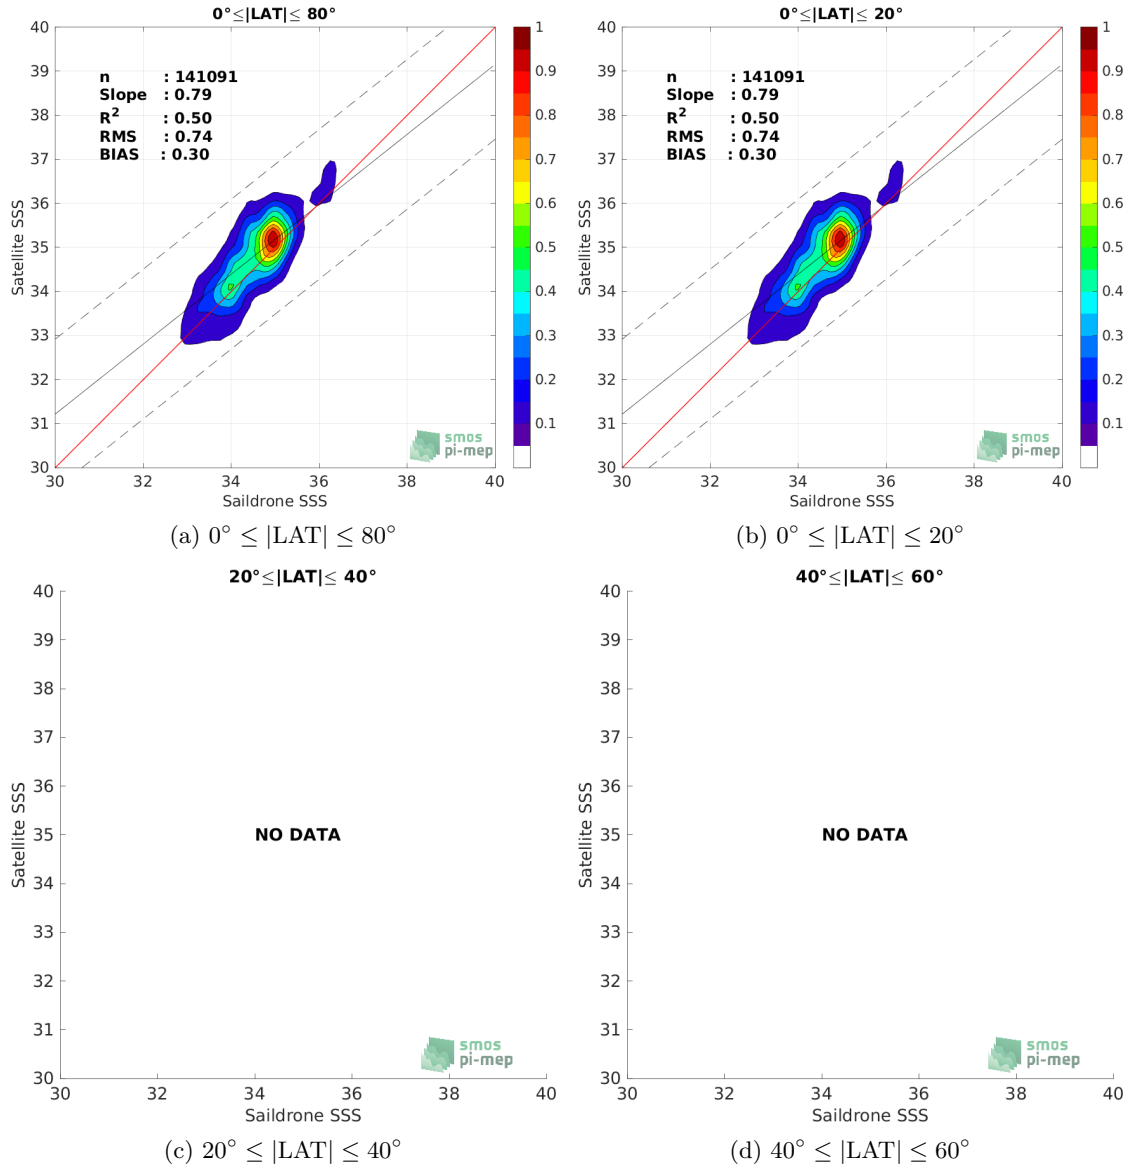 0°≤|LAT|≤ 80°
40
39
38
37
36
35
34
33
32
31
30
Satellite SSS
n : 141091
Slope : 0.79
R² : 0.50
RMS : 0.74
BIAS : 0.30
smos
pi-mep
30 32 34 36 38 40
Saildrone SSS
1
0.9
0.8
0.7
0.6
0.5
0.4
0.3
0.2
0.1
(a) 0° ≤ |LAT| ≤ 80°
0°≤|LAT|≤ 20°
40
39
38
37
36
35
34
33
32
31
30
Satellite SSS
n : 141091
Slope : 0.79
R² : 0.50
RMS : 0.74
BIAS : 0.30
smos
pi-mep
30 32 34 36 38 40
Saildrone SSS
1
0.9
0.8
0.7
0.6
0.5
0.4
0.3
0.2
0.1
(b) 0° ≤ |LAT| ≤ 20°
20°≤|LAT|≤ 40°
40
39
38
37
36
35
34
33
32
31
30
Satellite SSS
NO DATA
smos
pi-mep
30 32 34 36 38 40
Saildrone SSS
(c) 20° ≤ |LAT| ≤ 40°
40°≤|LAT|≤ 60°
40
39
38
37
36
35
34
33
32
31
30
Satellite SSS
NO DATA
smos
pi-mep
30 32 34 36 38 40
Saildrone SSS
(d) 40° ≤ |LAT| ≤ 60°